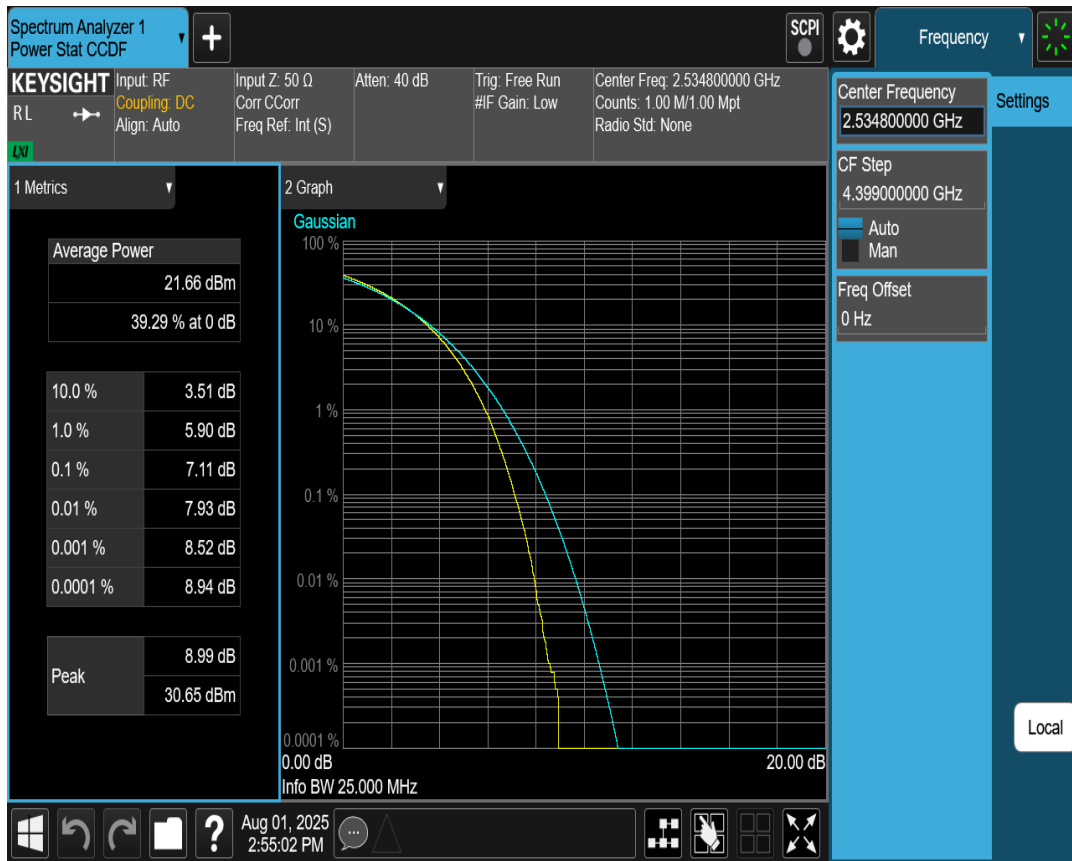 Spectrum Analyzer 1
Power Stat CCDF
+
SCPI
Frequency
KEYSIGHT
RL
LXI
Input: RF
Coupling: DC
Align: Auto
Input Z: 50 Ω
Corr CCorr
Freq Ref: Int (S)
Atten: 40 dB
Trig: Free Run
#IF Gain: Low
Center Freq: 2.534800000 GHz
Counts: 1.00 M/1.00 Mpt
Radio Std: None
Center Frequency
2.534800000 GHz
Settings
CF Step
4.399000000 GHz
Auto
Man
Freq Offset
0 Hz
1 Metrics
Average Power
21.66 dBm
39.29 % at 0 dB
10.0 % 3.51 dB
1.0 % 5.90 dB
0.1 % 7.11 dB
0.01 % 7.93 dB
0.001 % 8.52 dB
0.0001 % 8.94 dB
Peak
8.99 dB
30.65 dBm
2 Graph
Gaussian
100 %
10 %
1 %
0.1 %
0.01 %
0.001 %
0.0001 %
0.00 dB
20.00 dB
Info BW 25.000 MHz
Local
?
Aug 01, 2025
2:55:02 PM